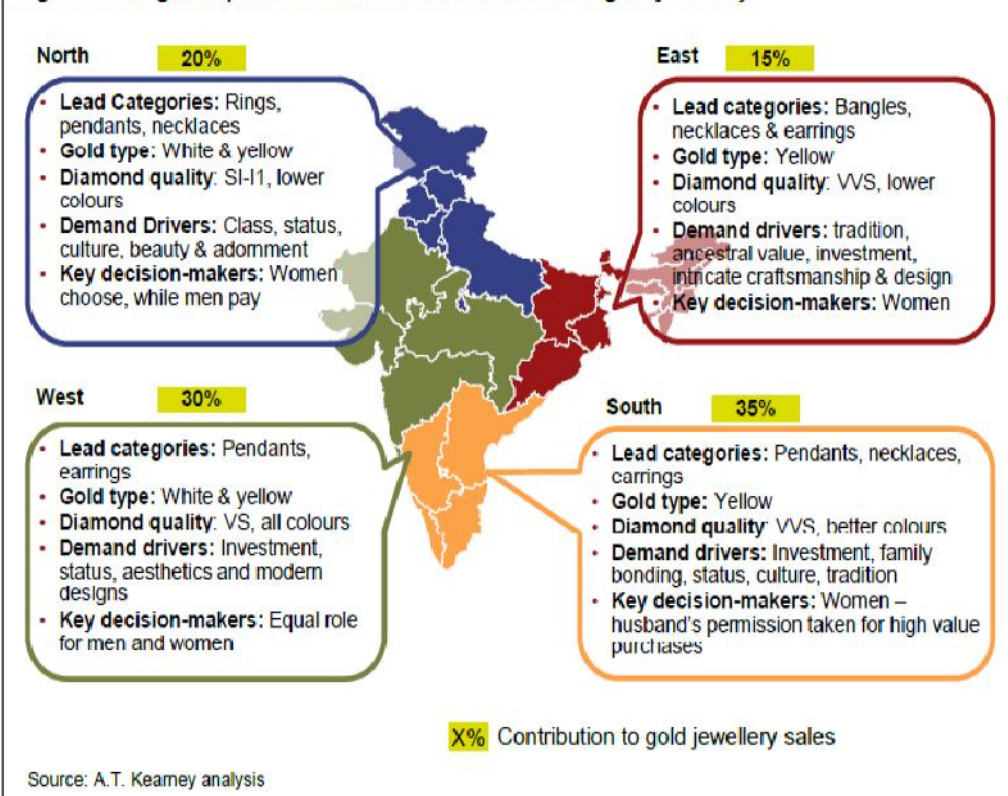 North 20%
• Lead Categories: Rings,
pendants, necklaces
• Gold type: White & yellow
• Diamond quality: SI-I1, lower
colours
• Demand Drivers: Class, status,
culture, beauty & adornment
• Key decision-makers: Women
choose, while men pay
East 15%
• Lead categories: Bangles,
necklaces & earrings
• Gold type: Yellow
• Diamond quality: VVS, lower
colours
• Demand drivers: tradition,
ancestral value, investment,
intricate craftsmanship & design
• Key decision-makers: Women
West 30%
• Lead categories: Pendants,
earrings
• Gold type: White & yellow
• Diamond quality: VS, all colours
• Demand drivers: Investment,
status, aesthetics and modern
designs
• Key decision-makers: Equal role
for men and women
South 35%
• Lead categories: Pendants, necklaces,
earrings
• Gold type: Yellow
• Diamond quality: VVS, better colours
• Demand drivers: Investment, family
bonding, status, culture, tradition
• Key decision-makers: Women –
husband's permission taken for high value
purchases
X% Contribution to gold jewellery sales
Source: A.T. Kearney analysis